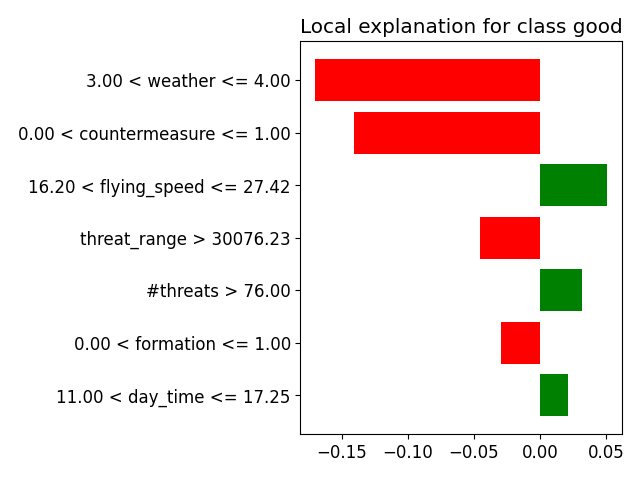 Local explanation for class good
3.00 < weather <= 4.00
0.00 < countermeasure <= 1.00
16.20 < flying_speed <= 27.42
threat_range > 30076.23
#threats > 76.00
0.00 < formation <= 1.00
11.00 < day_time <= 17.25
−0.15 −0.10 −0.05 0.00 0.05